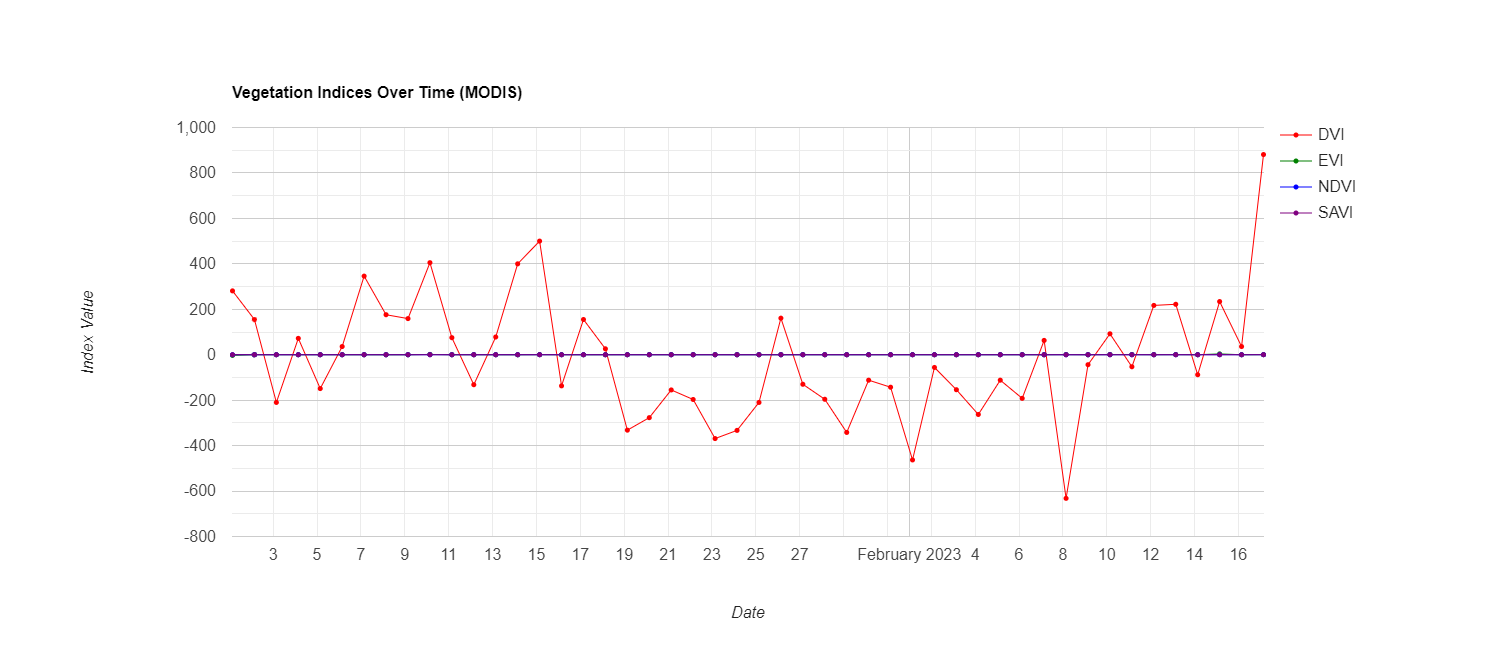 Vegetation Indices Over Time (MODIS)
1,000
800
600
400
200
0
-200
-400
-600
-800
Index Value
3 5 7 9 11 13 15 17 19 21 23 25 27 February 2023 4 6 8 10 12 14 16
Date
DVI
EVI
NDVI
SAVI